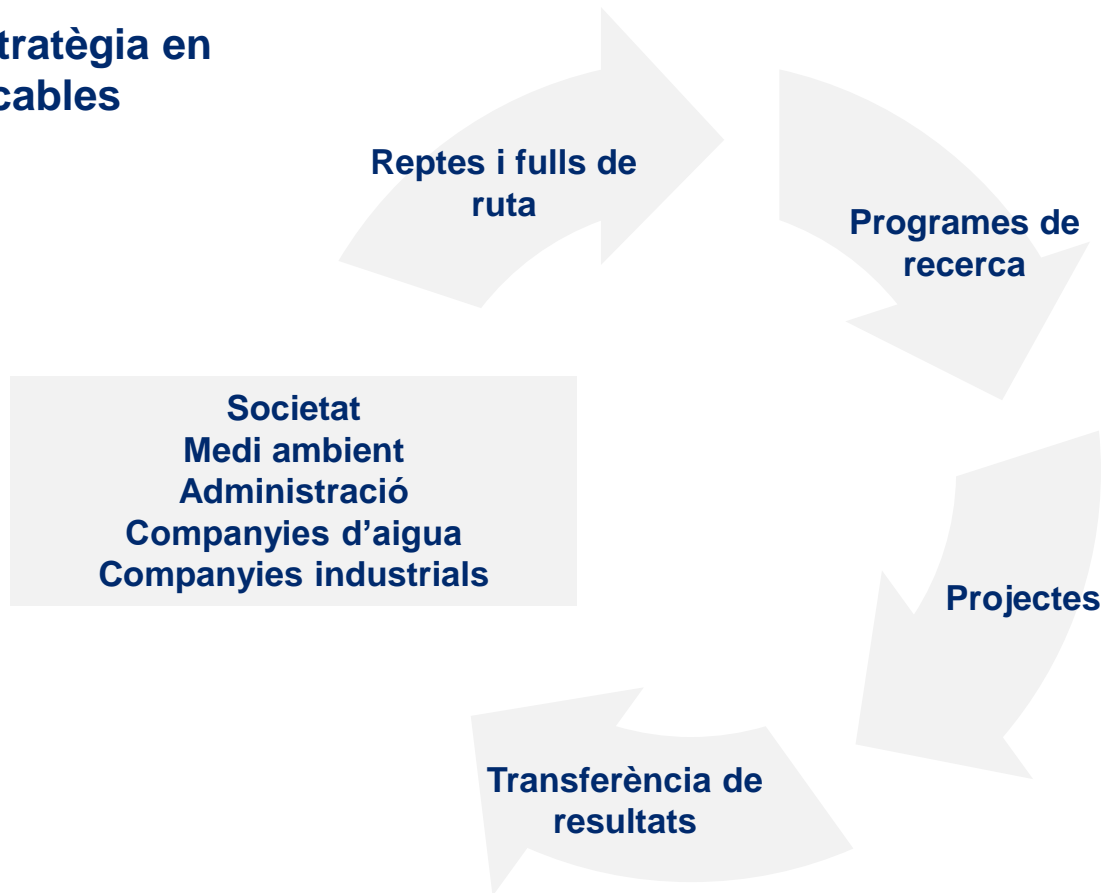 tratègia en
cables
Reptes i fulls de
ruta
Programes de
recerca
Societat
Medi ambient
Administració
Companyies d’aigua
Companyies industrials
Projectes
Transferència de
resultats